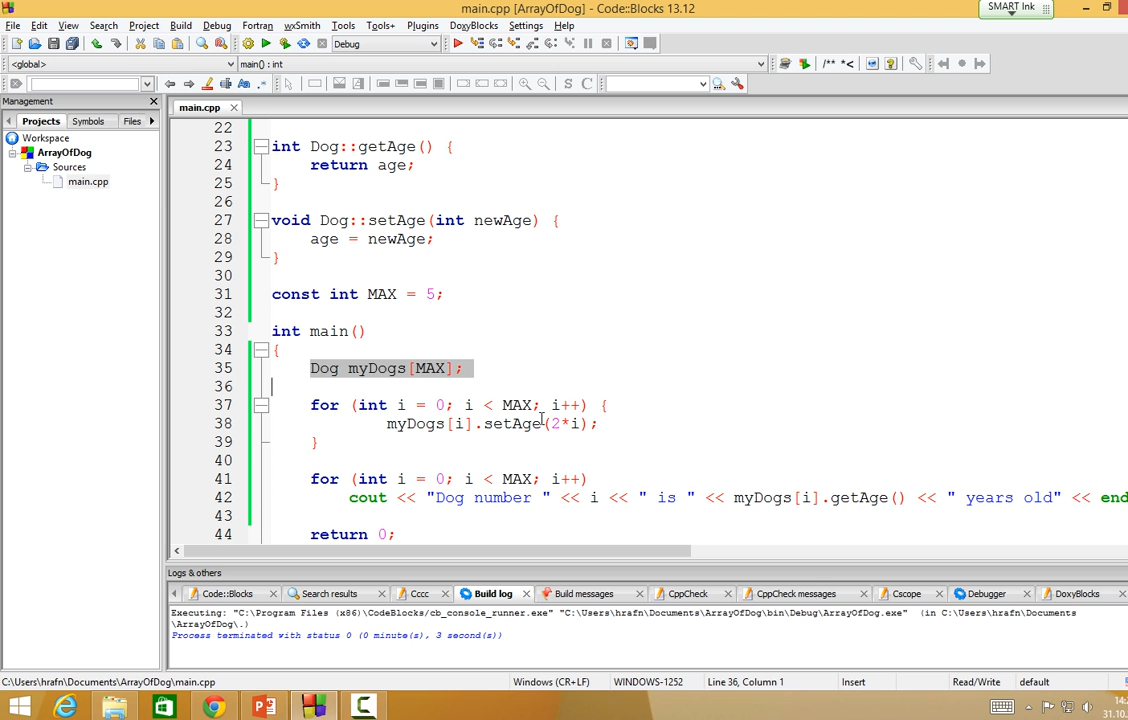 main.cpp [ArrayOfDog] - Code::Blocks 13.12
SMART Ink
File Edit View Search Project Build Debug Fortran wxSmith Tools Tools+ Plugins DoxyBlocks Settings Help
Debug
<global> main() : int /** *<
Aa .* S C
Management
Projects Symbols Files
Workspace
ArrayOfDog
Sources
main.cpp
main.cpp
22
23 int Dog::getAge() {
24 return age;
25 }
26
27 void Dog::setAge(int newAge) {
28 age = newAge;
29 }
30
31 const int MAX = 5;
32
33 int main()
34 {
35 Dog myDogs[MAX];
36
37 for (int i = 0; i < MAX; i++) {
38 myDogs[i].setAge(2*i);
39 }
40
41 for (int i = 0; i < MAX; i++)
42 cout << "Dog number " << i << " is " << myDogs[i].getAge() << " years old" << end
43
44 return 0;
Logs & others
Code::Blocks Search results Cccc Build log Build messages CppCheck CppCheck messages Cscope Debugger DoxyBlocks
Executing: "C:\Program Files (x86)\CodeBlocks/cb_console_runner.exe" "C:\Users\hrafn\Documents\ArrayOfDog\bin\Debug\ArrayOfDog.exe" (in C:\Users\hrafn\Documents
\ArrayOfDog\.)
Process terminated with status 0 (0 minute(s), 3 second(s))
C:\Users\hrafn\Documents\ArrayOfDog\main.cpp Windows (CR+LF) WINDOWS-1252 Line 36, Column 1 Insert Read/Write default
14:
31.10.